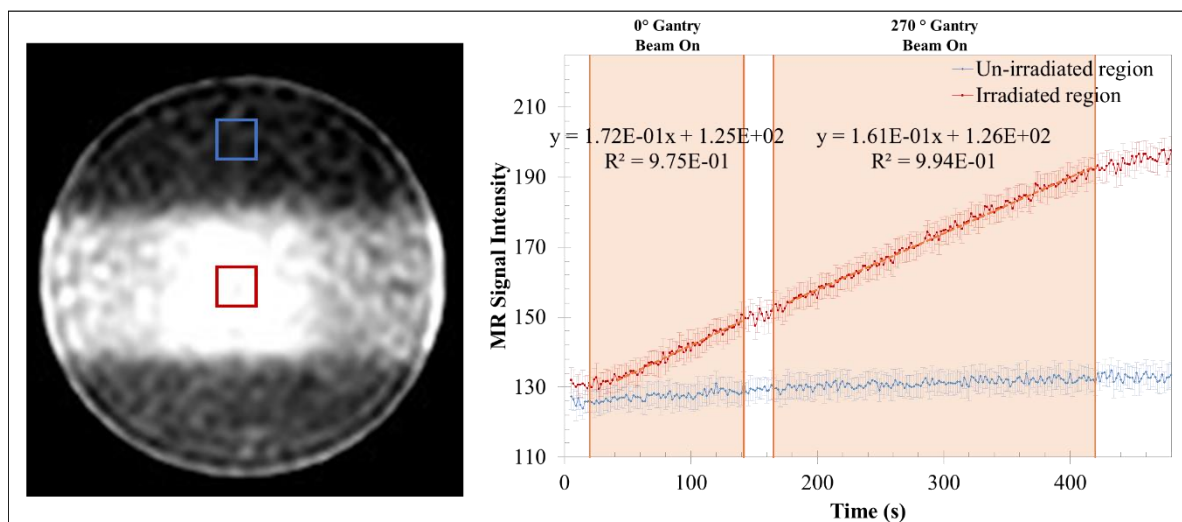 0° Gantry
Beam On
270 ° Gantry
Beam On
Un-irradiated region
Irradiated region
y = 1.72E-01x + 1.25E+02
R² = 9.75E-01
y = 1.61E-01x + 1.26E+02
R² = 9.94E-01
MR Signal Intensity
210
190
170
150
130
110
0
100
200
300
400
Time (s)